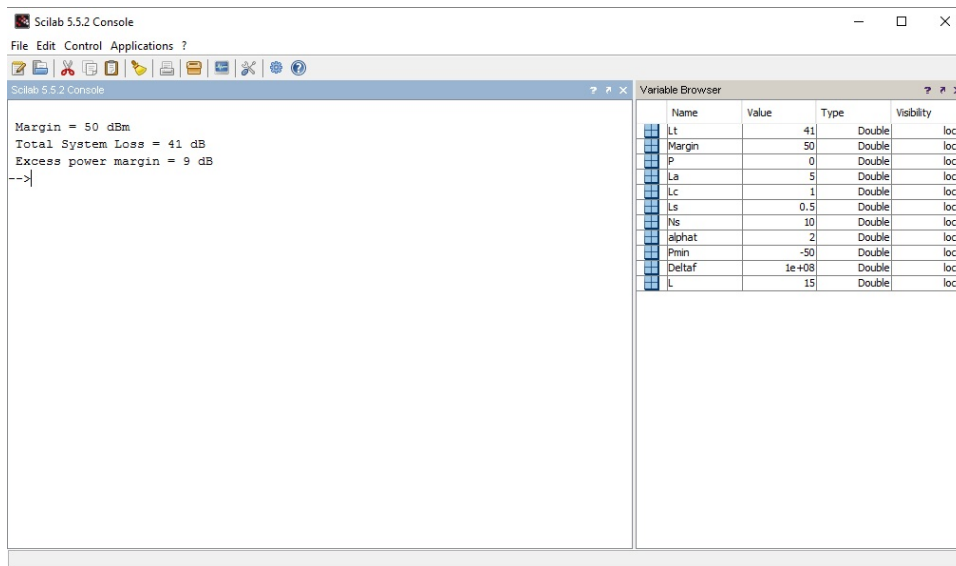 Scilab 5.5.2 Console
File Edit Control Applications ?
Scilab 5.5.2 Console
Margin = 50 dBm
Total System Loss = 41 dB
Excess power margin = 9 dB
-->
Variable Browser
Name Value Type Visibility
Lt 41 Double loc
Margin 50 Double loc
P 0 Double loc
La 5 Double loc
Lc 1 Double loc
Ls 0.5 Double loc
Ns 10 Double loc
alphat 2 Double loc
Pmin -50 Double loc
Deltaf 1e+08 Double loc
L 15 Double loc